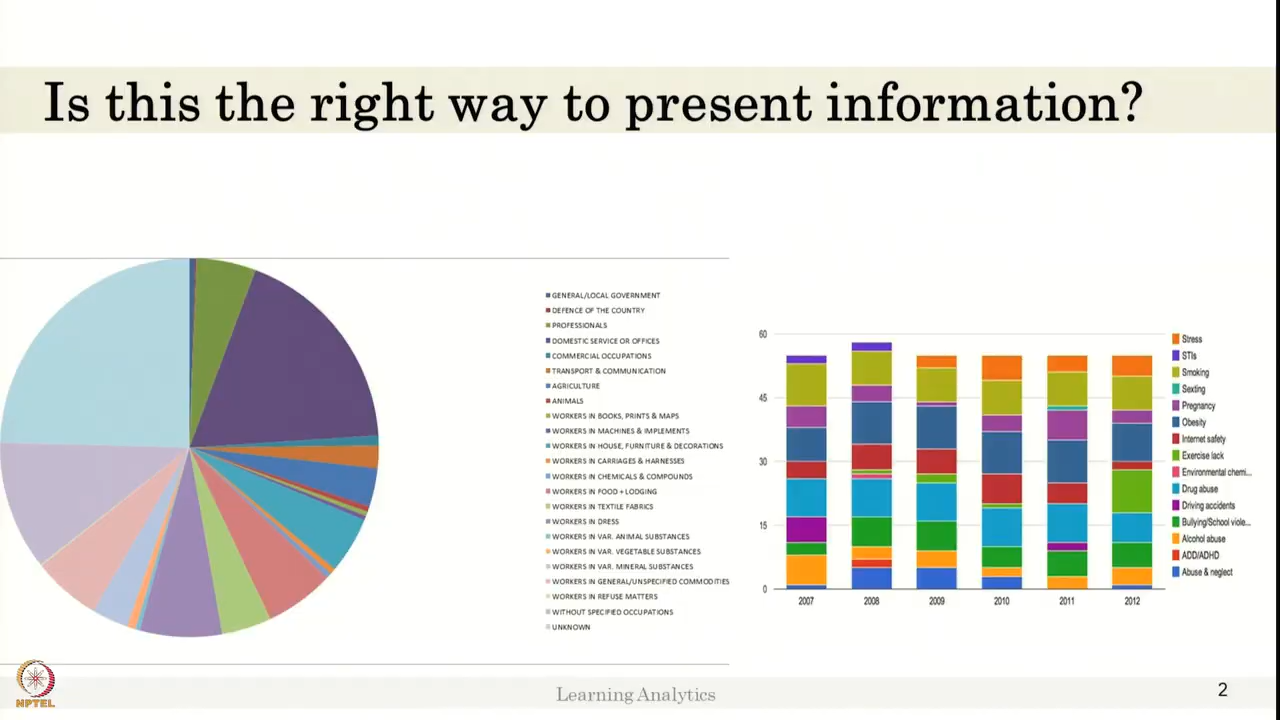 Is this the right way to present information?
GENERAL/LOCAL GOVERNMENT
DEFENCE OF THE COUNTRY
PROFESSIONALS
DOMESTIC SERVICE OR OFFICES
COMMERCIAL OCCUPATIONS
TRANSPORT & COMMUNICATION
AGRICULTURE
ANIMALS
WORKERS IN BOOKS, PRINTS & MAPS
WORKERS IN MACHINES & IMPLEMENTS
WORKERS IN HOUSE, FURNITURE & DECORATIONS
WORKERS IN CARRIAGES & HARNESSES
WORKERS IN CHEMICALS & COMPOUNDS
WORKERS IN FOOD + LODGING
WORKERS IN TEXTILE FABRICS
WORKERS IN DRESS
WORKERS IN VAR. ANIMAL SUBSTANCES
WORKERS IN VAR. VEGETABLE SUBSTANCES
WORKERS IN VAR. MINERAL SUBSTANCES
WORKERS IN GENERAL/UNSPECIFIED COMMODITIES
WORKERS IN REFUSE MATTERS
WITHOUT SPECIFIED OCCUPATIONS
UNKNOWN
60
45
30
15
0
2007 2008 2009 2010 2011 2012
Stress
STIs
Smoking
Sexting
Pregnancy
Obesity
Internet safety
Exercise lack
Environmental chemi...
Drug abuse
Driving accidents
Bullying/School viole...
Alcohol abuse
ADD/ADHD
Abuse & neglect
NPTEL
Learning Analytics
2